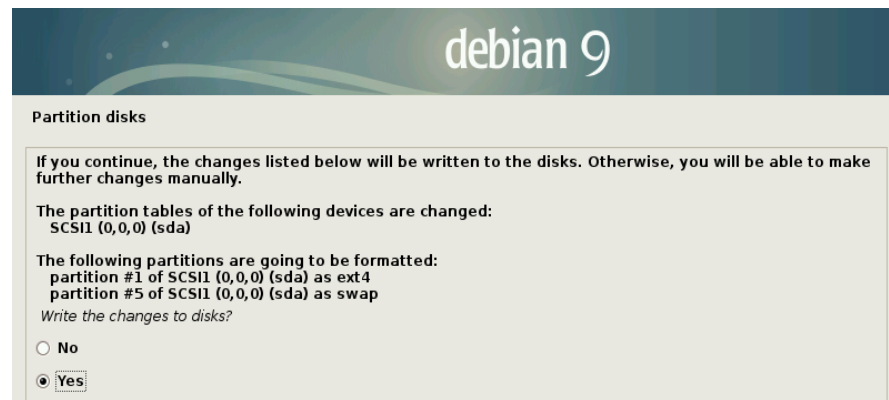 debian 9
Partition disks
If you continue, the changes listed below will be written to the disks. Otherwise, you will be able to make
further changes manually.
The partition tables of the following devices are changed:
SCSI1 (0,0,0) (sda)
The following partitions are going to be formatted:
partition #1 of SCSI1 (0,0,0) (sda) as ext4
partition #5 of SCSI1 (0,0,0) (sda) as swap
Write the changes to disks?
No
Yes